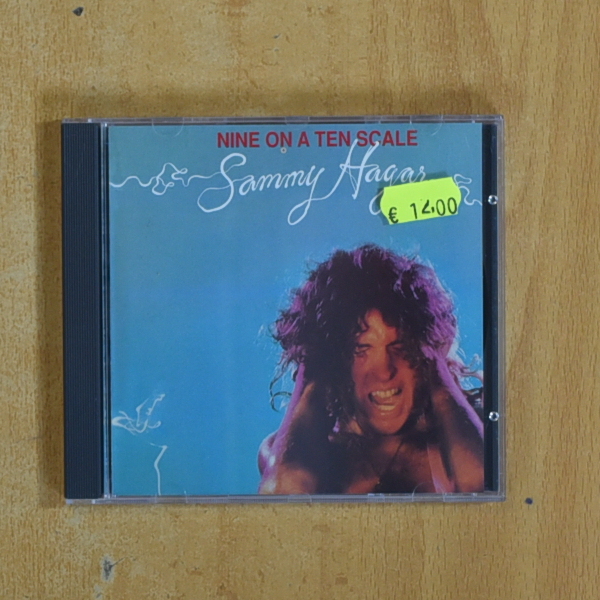 NINE ON A TEN SCALE
Sammy Hagar
€ 14.00